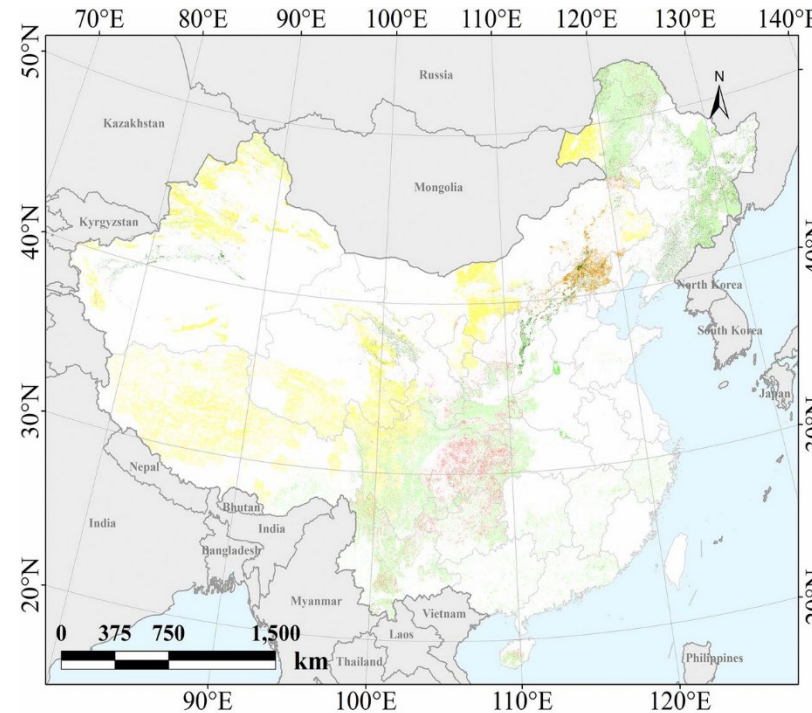 70°E 80°E 90°E 100°E 110°E 120°E 130°E 140°E
50°N
40°N
30°N
20°N
Russia
N
Kazakhstan
Mongolia
Kyrgyzstan
40°N
North Korea
South Korea
Japan
Nepal
Bhutan
India
India
Bangladesh
Myanmar
Vietnam
Laos
Thailand
Philippines
0 375 750 1,500
km
90°E 100°E 110°E 120°E